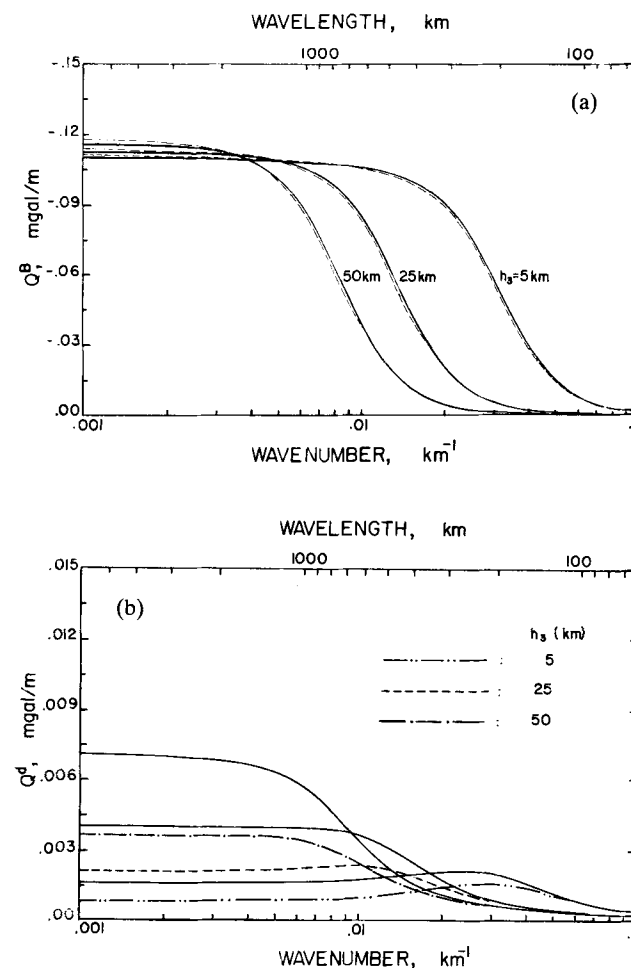 WAVELENGTH, km
1000 100
(a)
-.15
-.12
-.09
-.06
-.03
.00
Q^B, mgal/m
50km 25km h₃=5km
.001 .01
WAVENUMBER, km⁻¹
WAVELENGTH, km
1000 100
(b)
.015
.012
.009
.006
.003
.00
Q^d, mgal/m
h₃ (km)
: 5
: 25
: 50
.001 .01
WAVENUMBER, km⁻¹